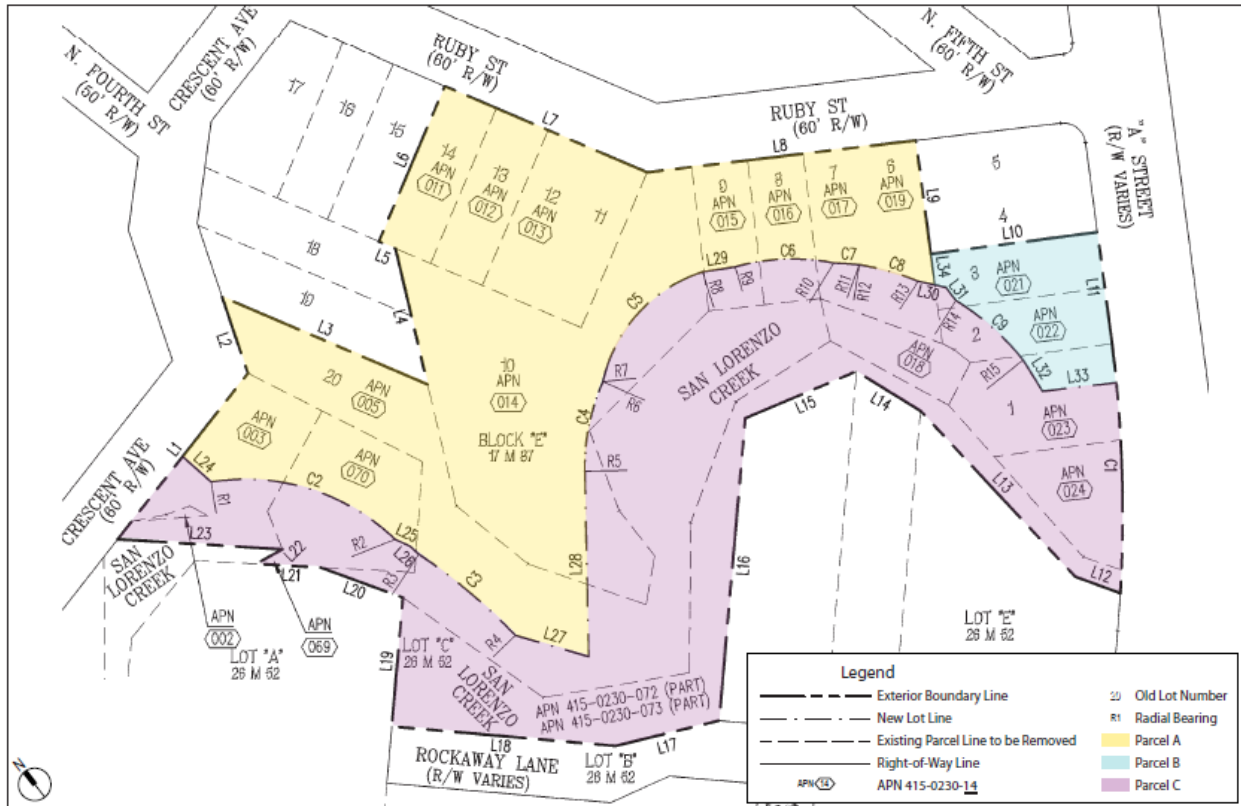 N. FOURTH ST
(50' R/W)
CRESCENT AVE
(60' R/W)
RUBY ST
(60' R/W)
N. FIFTH ST
(60' R/W)
RUBY ST
(60' R/W)
"A" STREET
(R/W VARIES)
17
16
15
L6
L7
14
APN
011
13
APN
012
12
APN
013
11
L8
9
APN
015
8
APN
016
7
APN
017
6
APN
019
5
4
L9
L10
18
L5
L4
L3
L2
L29
C6
C7
C8
R8
R9
R10
R11
R12
R13
L30
L34
L31
3
APN
021
L11
APN
022
C9
R14
2
R15
L32
L33
C5
20
APN
005
10
APN
014
R7
R6
C4
SAN LORENZO
CREEK
APN
018
L15
L14
1
APN
023
BLOCK "E"
17 M 87
R5
APN
003
APN
070
L1
L24
C2
R1
CRESCENT AVE
(60' R/W)
L13
C1
APN
024
L12
L23
L22
L21
L20
R2
L25
L26
R3
C3
L28
L16
SAN
LORENZO
CREEK
APN
002
APN
069
LOT "A"
26 M 52
R4
L27
L19
LOT "C"
26 M 52
SAN
LORENZO
CREEK
APN 415-0230-072 (PART)
APN 415-0230-073 (PART)
LOT "E"
26 M 52
L18
L17
ROCKAWAY LANE
(R/W VARIES)
LOT "B"
26 M 52
N
Legend
Exterior Boundary Line
New Lot Line
Existing Parcel Line to be Removed
Right-of-Way Line
APN 14 APN 415-0230-14
20 Old Lot Number
R1 Radial Bearing
Parcel A
Parcel B
Parcel C